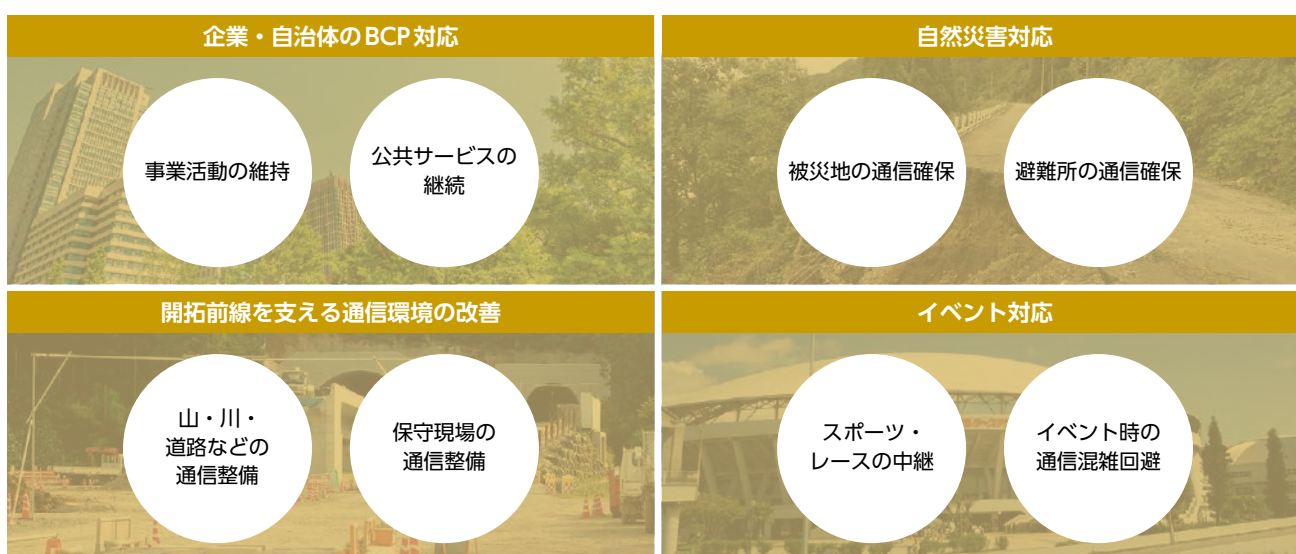 企業・自治体のBCP対応
事業活動の維持
公共サービスの
継続
自然災害対応
被災地の通信確保
避難所の通信確保
開拓前線を支える通信環境の改善
山・川・
道路などの
通信整備
保守現場の
通信整備
イベント対応
スポーツ・
レースの中継
イベント時の
通信混雑回避